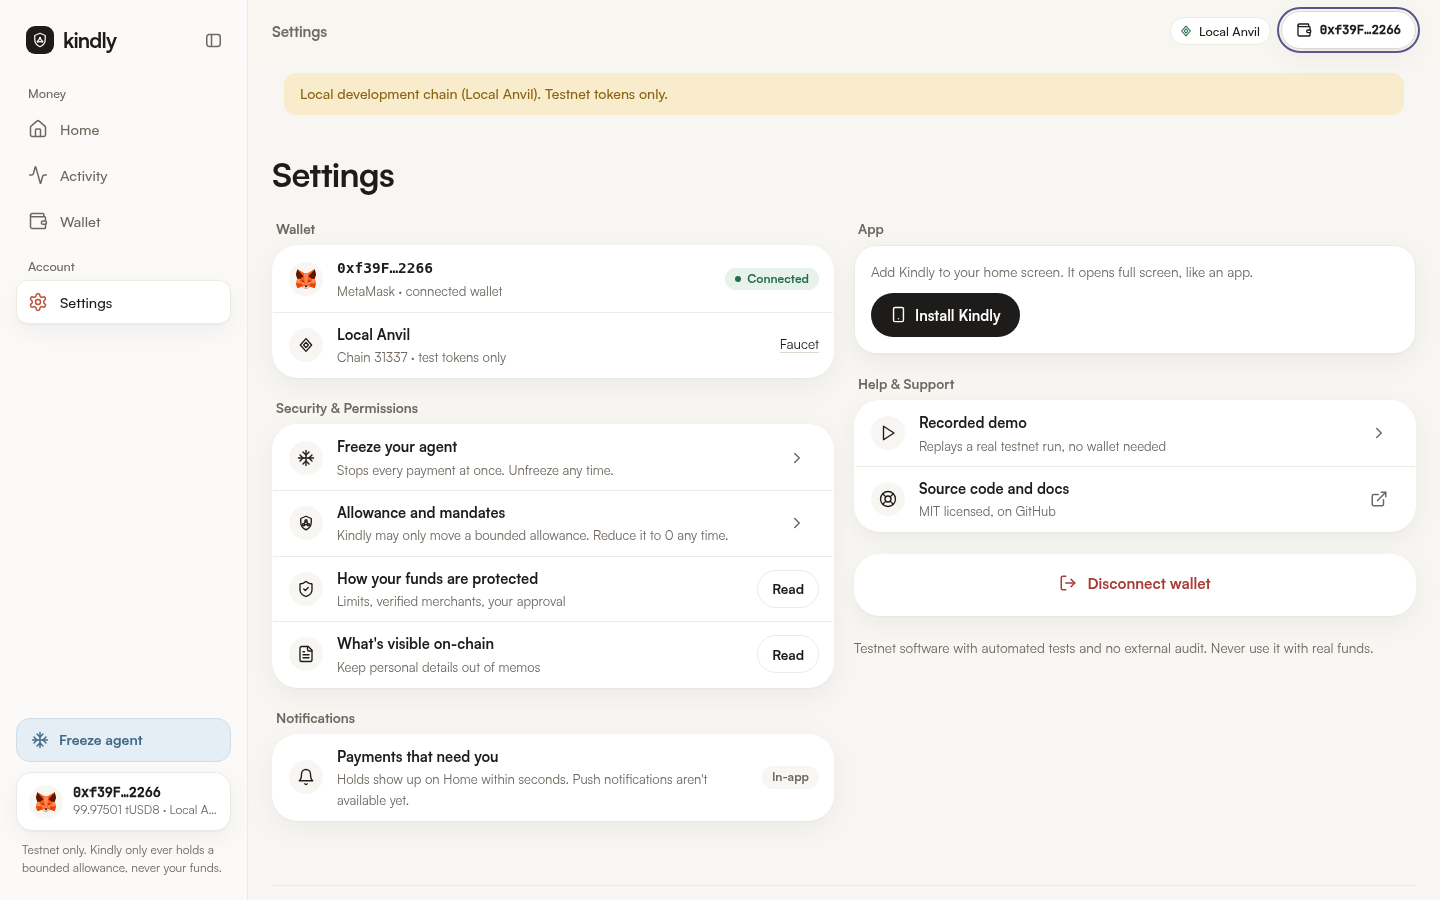 kindly
Money
Home
Activity
Wallet
Account
Settings
Freeze agent
0xf39F…2266
99.97501 tUSD8 · Local A…
Testnet only. Kindly only ever holds a
bounded allowance, never your funds.
Settings
Local Anvil
0xf39F…2266
Local development chain (Local Anvil). Testnet tokens only.
Settings
Wallet
0xf39F…2266
MetaMask · connected wallet
Connected
Local Anvil
Chain 31337 · test tokens only
Faucet
Security & Permissions
Freeze your agent
Stops every payment at once. Unfreeze any time.
Allowance and mandates
Kindly may only move a bounded allowance. Reduce it to 0 any time.
How your funds are protected
Limits, verified merchants, your approval
Read
What's visible on-chain
Keep personal details out of memos
Read
Notifications
Payments that need you
Holds show up on Home within seconds. Push notifications aren't
available yet.
In-app
App
Add Kindly to your home screen. It opens full screen, like an app.
Install Kindly
Help & Support
Recorded demo
Replays a real testnet run, no wallet needed
Source code and docs
MIT licensed, on GitHub
Disconnect wallet
Testnet software with automated tests and no external audit. Never use it with real funds.